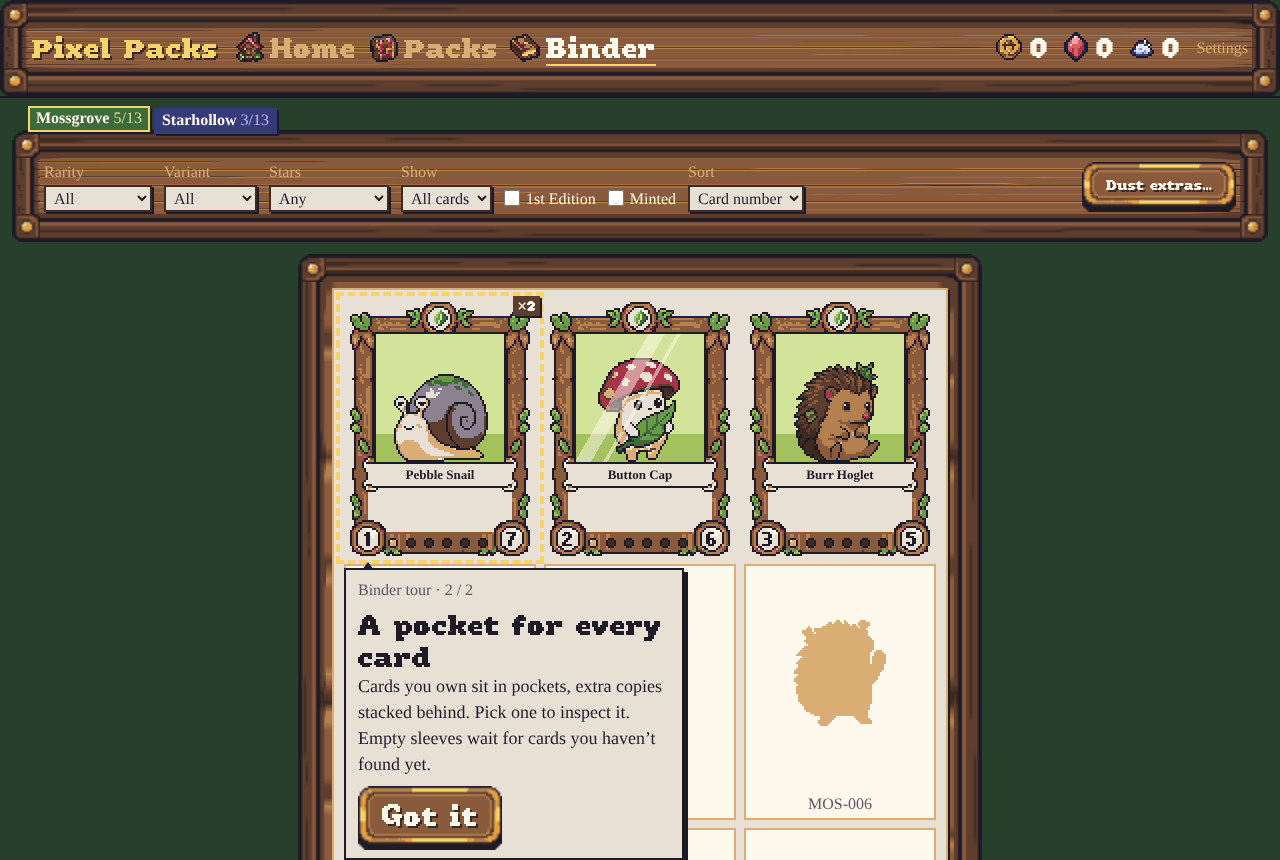 Pixel Packs Home Packs Binder 0 0 0 Settings
Mossgrove 5/13 Starhollow 3/13
Rarity Variant Stars Show Sort
All All Any All cards 1st Edition Minted Card number Dust extras...
×2
Pebble Snail Button Cap Burr Hoglet
1 7 2 6 3 5
Binder tour · 2 / 2
A pocket for every
card
Cards you own sit in pockets, extra copies
stacked behind. Pick one to inspect it.
Empty sleeves wait for cards you haven’t
found yet.
Got it
MOS-006